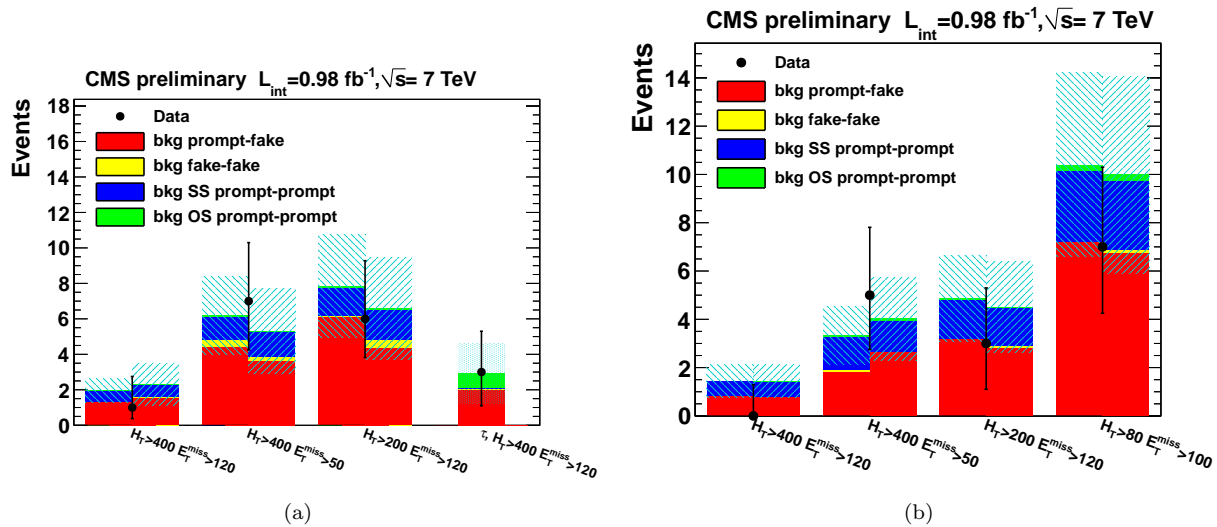 CMS preliminary L_int=0.98 fb⁻¹,√s= 7 TeV
Events
18
16
14
12
10
8
6
4
2
0
Data
bkg prompt-fake
bkg fake-fake
bkg SS prompt-prompt
bkg OS prompt-prompt
H_T>400 E_T^miss>120
H_T>400 E_T^miss>50
H_T>200 E_T^miss>120
τ, H_T>400 E_T^miss>120
(a)
CMS preliminary L_int=0.98 fb⁻¹,√s= 7 TeV
Events
14
12
10
8
6
4
2
0
Data
bkg prompt-fake
bkg fake-fake
bkg SS prompt-prompt
bkg OS prompt-prompt
H_T>400 E_T^miss>120
H_T>400 E_T^miss>50
H_T>200 E_T^miss>120
H_T>80 E_T^miss>100
(b)